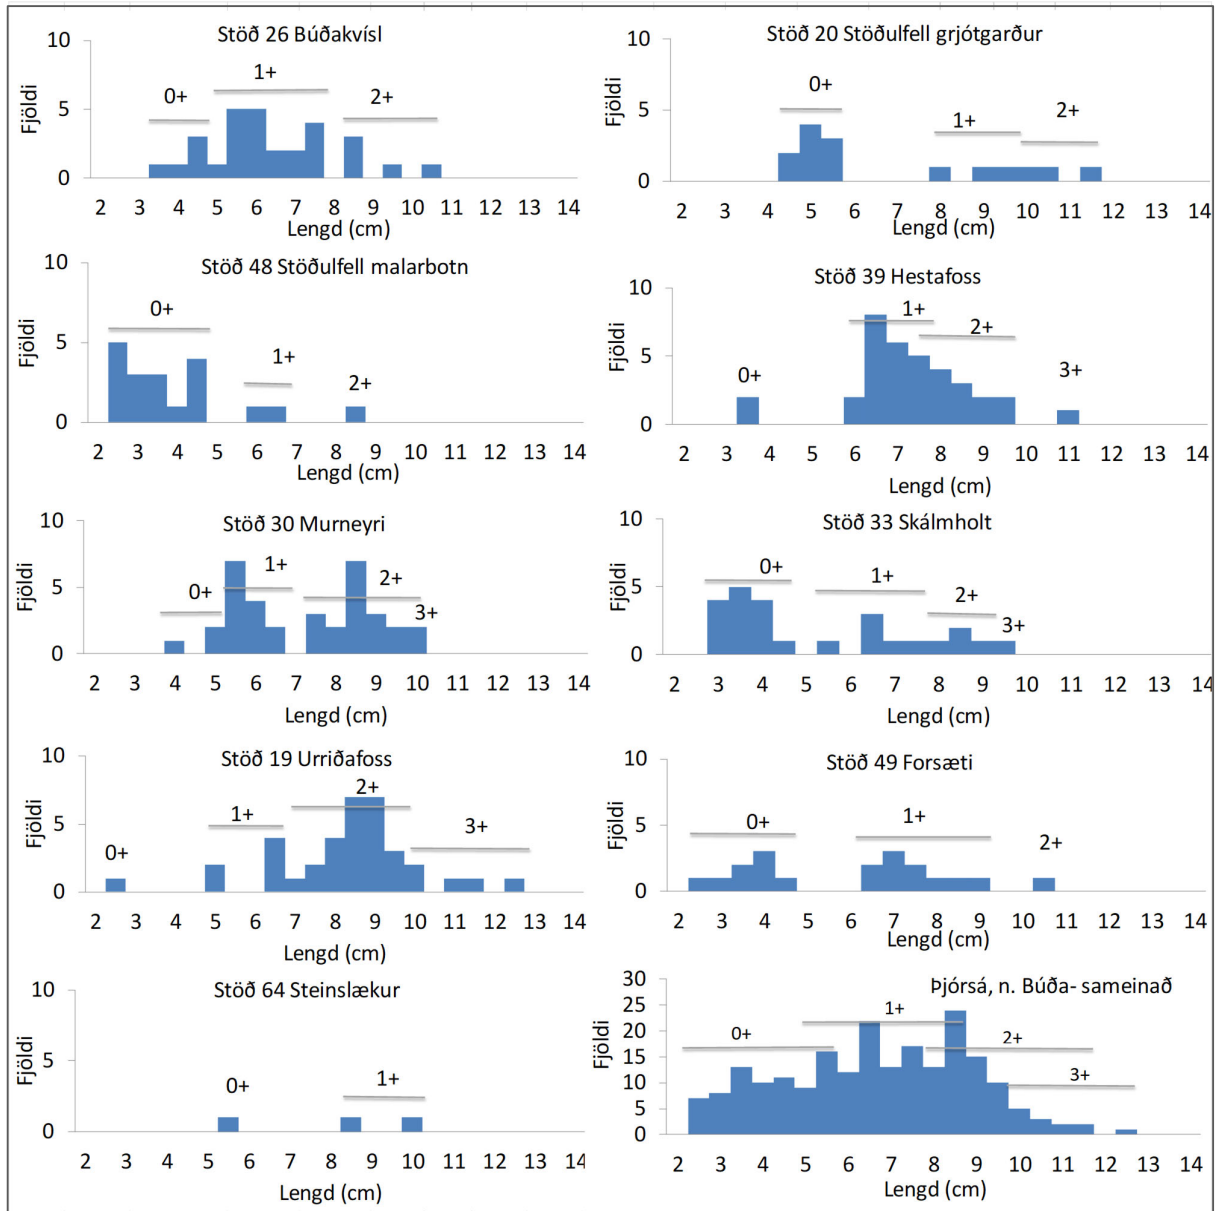 Stöð 26 Búðakvísl
10
5
0
Fjöldi
0+
1+
2+
2 3 4 5 6 7 8 9 10 11 12 13 14
Lengd (cm)
Stöð 20 Stöðulfell grjótgarður
10
5
0
Fjöldi
0+
1+
2+
2 3 4 5 6 7 8 9 10 11 12 13 14
Lengd (cm)
Stöð 48 Stöðulfell malarbotn
10
5
0
Fjöldi
0+
1+
2+
2 3 4 5 6 7 8 9 10 11 12 13 14
Lengd (cm)
Stöð 39 Hestafoss
10
5
0
Fjöldi
0+
1+
2+
3+
2 3 4 5 6 7 8 9 10 11 12 13 14
Lengd (cm)
Stöð 30 Murneyri
10
5
0
Fjöldi
0+
1+
2+
3+
2 3 4 5 6 7 8 9 10 11 12 13 14
Lengd (cm)
Stöð 33 Skálmholt
10
5
0
Fjöldi
0+
1+
2+
3+
2 3 4 5 6 7 8 9 10 11 12 13 14
Lengd (cm)
Stöð 19 Urriðafoss
10
5
0
Fjöldi
0+
1+
2+
3+
2 3 4 5 6 7 8 9 10 11 12 13 14
Lengd (cm)
Stöð 49 Forsæti
10
5
0
Fjöldi
0+
1+
2+
2 3 4 5 6 7 8 9 10 11 12 13 14
Lengd (cm)
Stöð 64 Steinslækur
10
5
0
Fjöldi
0+
1+
2 3 4 5 6 7 8 9 10 11 12 13 14
Lengd (cm)
Þjórsá, n. Búða- sameinað
30
25
20
15
10
5
0
Fjöldi
0+
1+
2+
3+
2 3 4 5 6 7 8 9 10 11 12 13 14
Lengd (cm)